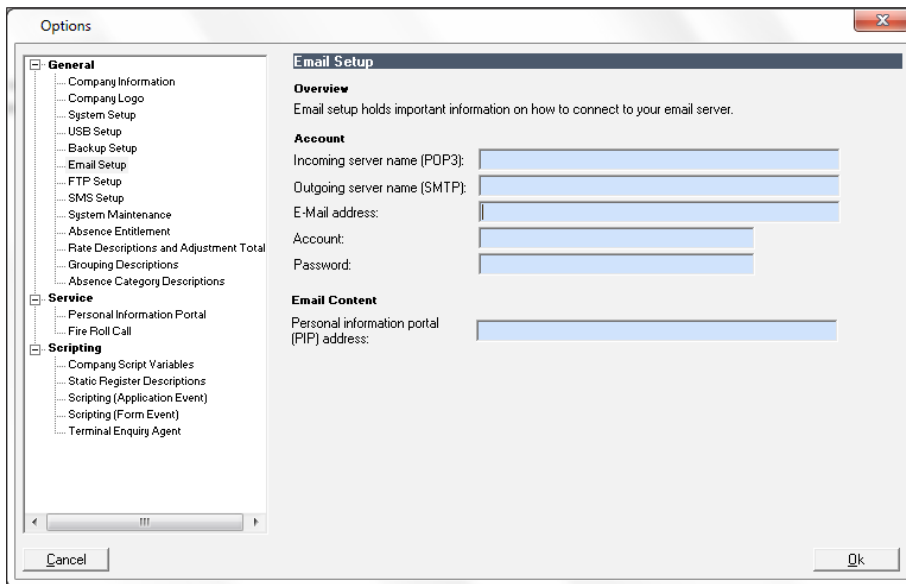 Options
X
General
Company Information
Company Logo
System Setup
USB Setup
Backup Setup
Email Setup
FTP Setup
SMS Setup
System Maintenance
Absence Entitlement
Rate Descriptions and Adjustment Total
Grouping Descriptions
Absence Category Descriptions
Service
Personal Information Portal
Fire Roll Call
Scripting
Company Script Variables
Static Register Descriptions
Scripting (Application Event)
Scripting (Form Event)
Terminal Enquiry Agent
Email Setup
Overview
Email setup holds important information on how to connect to your email server.
Account
Incoming server name (POP3):
Outgoing server name (SMTP):
E-Mail address:
Account:
Password:
Email Content
Personal information portal
(PIP) address:
Cancel
Ok